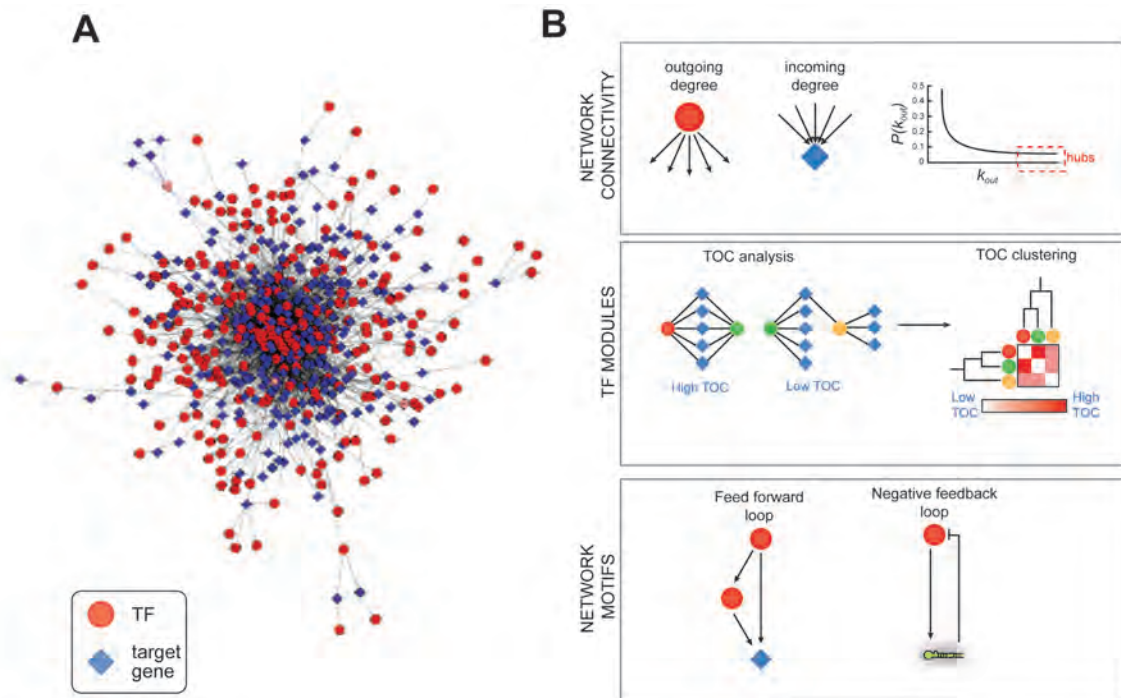 A
TF
target
gene
B
NETWORK
CONNECTIVITY
outgoing
degree
incoming
degree
P(kout)
0.5
0.4
0.3
0.2
0.1
0
kout
hubs
TF MODULES
TOC analysis
High TOC
Low TOC
TOC clustering
Low
TOC
High
TOC
NETWORK
MOTIFS
Feed forward
loop
Negative feedback
loop